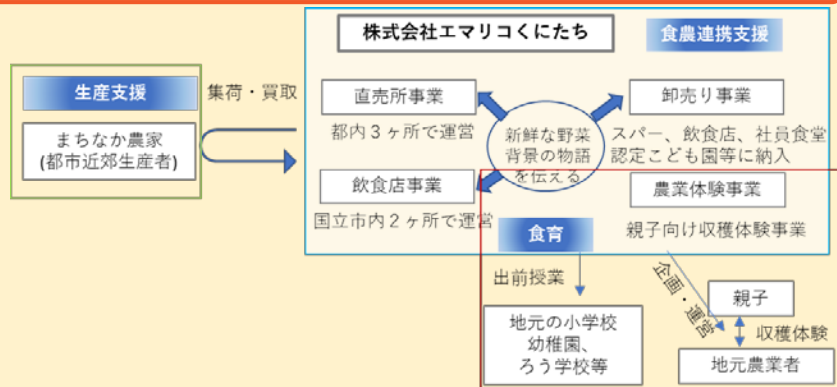 株式会社エマリコくにたち
食農連携支援
生産支援
集荷・買取
まちなか農家
(都市近郊生産者)
直売所事業
都内3ヶ所で運営
新鮮な野菜
背景の物語
を伝える
卸売り事業
スパー、飲食店、社員食堂
認定こども園等に納入
飲食店事業
国立市内2ヶ所で運営
農業体験事業
親子向け収穫体験事業
食育
出前授業
地元の小学校
幼稚園、
ろう学校等
企画・運営
親子
収穫体験
地元農業者